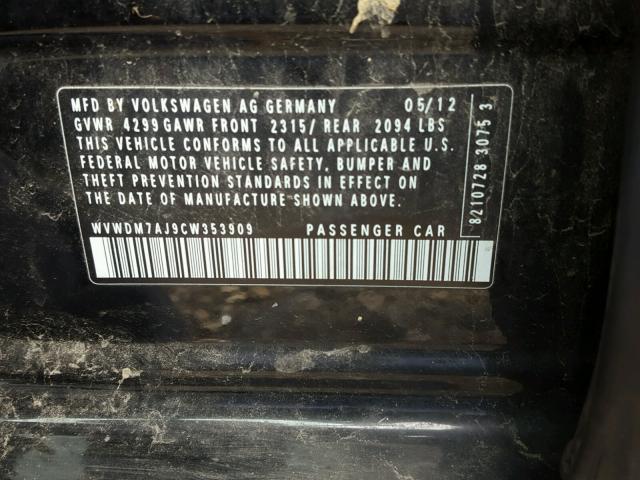 MFD BY VOLKSWAGEN AG GERMANY 05/12
GVWR 4299 GAWR FRONT 2315/ REAR 2094 LBS
THIS VEHICLE CONFORMS TO ALL APPLICABLE U.S.
FEDERAL MOTOR VEHICLE SAFETY, BUMPER AND
THEFT PREVENTION STANDARDS IN EFFECT ON
THE DATE OF MANUFACTURE SHOWN ABOVE.
WVWDM7AJ9CW353909 PASSENGER CAR
8210728 3075 3